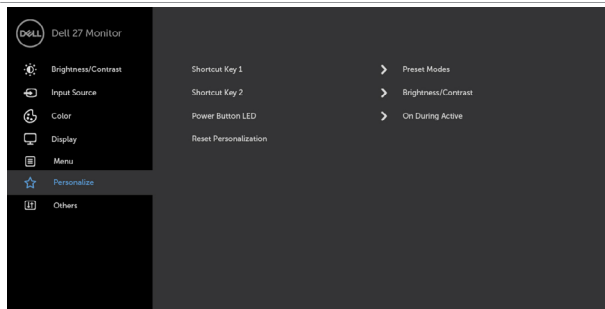 DELL Dell 27 Monitor
Brightness/Contrast
Input Source
Color
Display
Menu
Personalize
Others
Shortcut Key 1 Preset Modes
Shortcut Key 2 Brightness/Contrast
Power Button LED On During Active
Reset Personalization